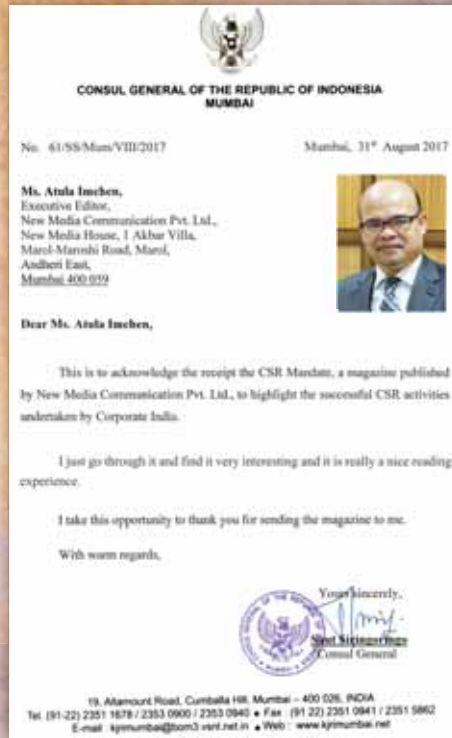 CONSUL GENERAL OF THE REPUBLIC OF INDONESIA
MUMBAI
No. 61/SS/Mum/VIII/2017 Mumbai, 31st August 2017
Ms. Atula Imchen,
Executive Editor,
New Media Communication Pvt. Ltd.,
New Media House, 1 Akbar Villa,
Marol-Maroshi Road, Marol,
Andheri East,
Mumbai 400 059
Dear Ms. Atula Imchen,
This is to acknowledge the receipt the CSR Mandate, a magazine published
by New Media Communication Pvt. Ltd., to highlight the successful CSR activities
undertaken by Corporate India.
I just go through it and find it very interesting and it is really a nice reading
experience.
I take this opportunity to thank you for sending the magazine to me.
With warm regards,
Yours sincerely,
Saut Siringoringo
Consul General
19, Altamount Road, Cumballa Hill, Mumbai – 400 026, INDIA
Tel. (91-22) 2351 1678 / 2353 0900 / 2353 0940 • Fax : (91 22) 2351 0941 / 2351 5862
E-mail : kjrimumbai@bom3.vsnl.net.in • Web : www.kjrimumbai.net